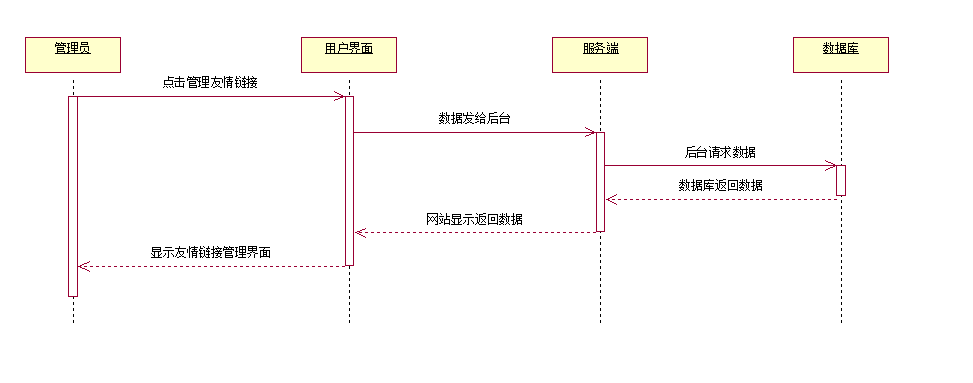 管理员
用户界面
服务端
数据库
点击管理友情链接
数据发给后台
后台请求数据
数据库返回数据
网站显示返回数据
显示友情链接管理界面